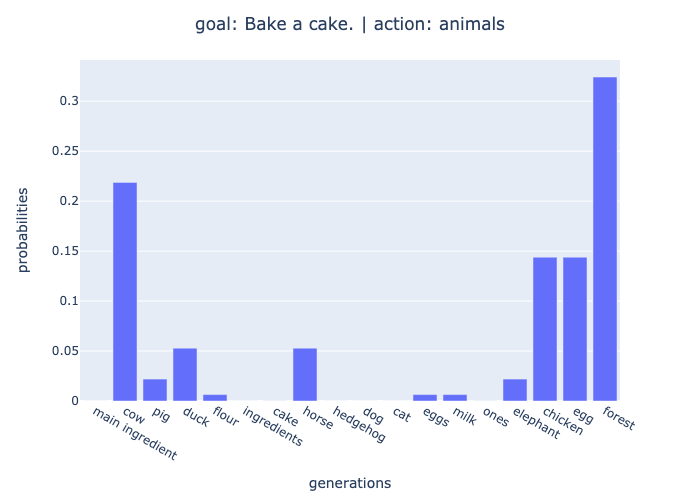 goal: Bake a cake. | action: animals
probabilities
0.3
0.25
0.2
0.15
0.1
0.05
0
main ingredient
cow
pig
duck
flour
ingredients
cake
horse
hedgehog
dog
cat
eggs
milk
ones
elephant
chicken
egg
forest
generations